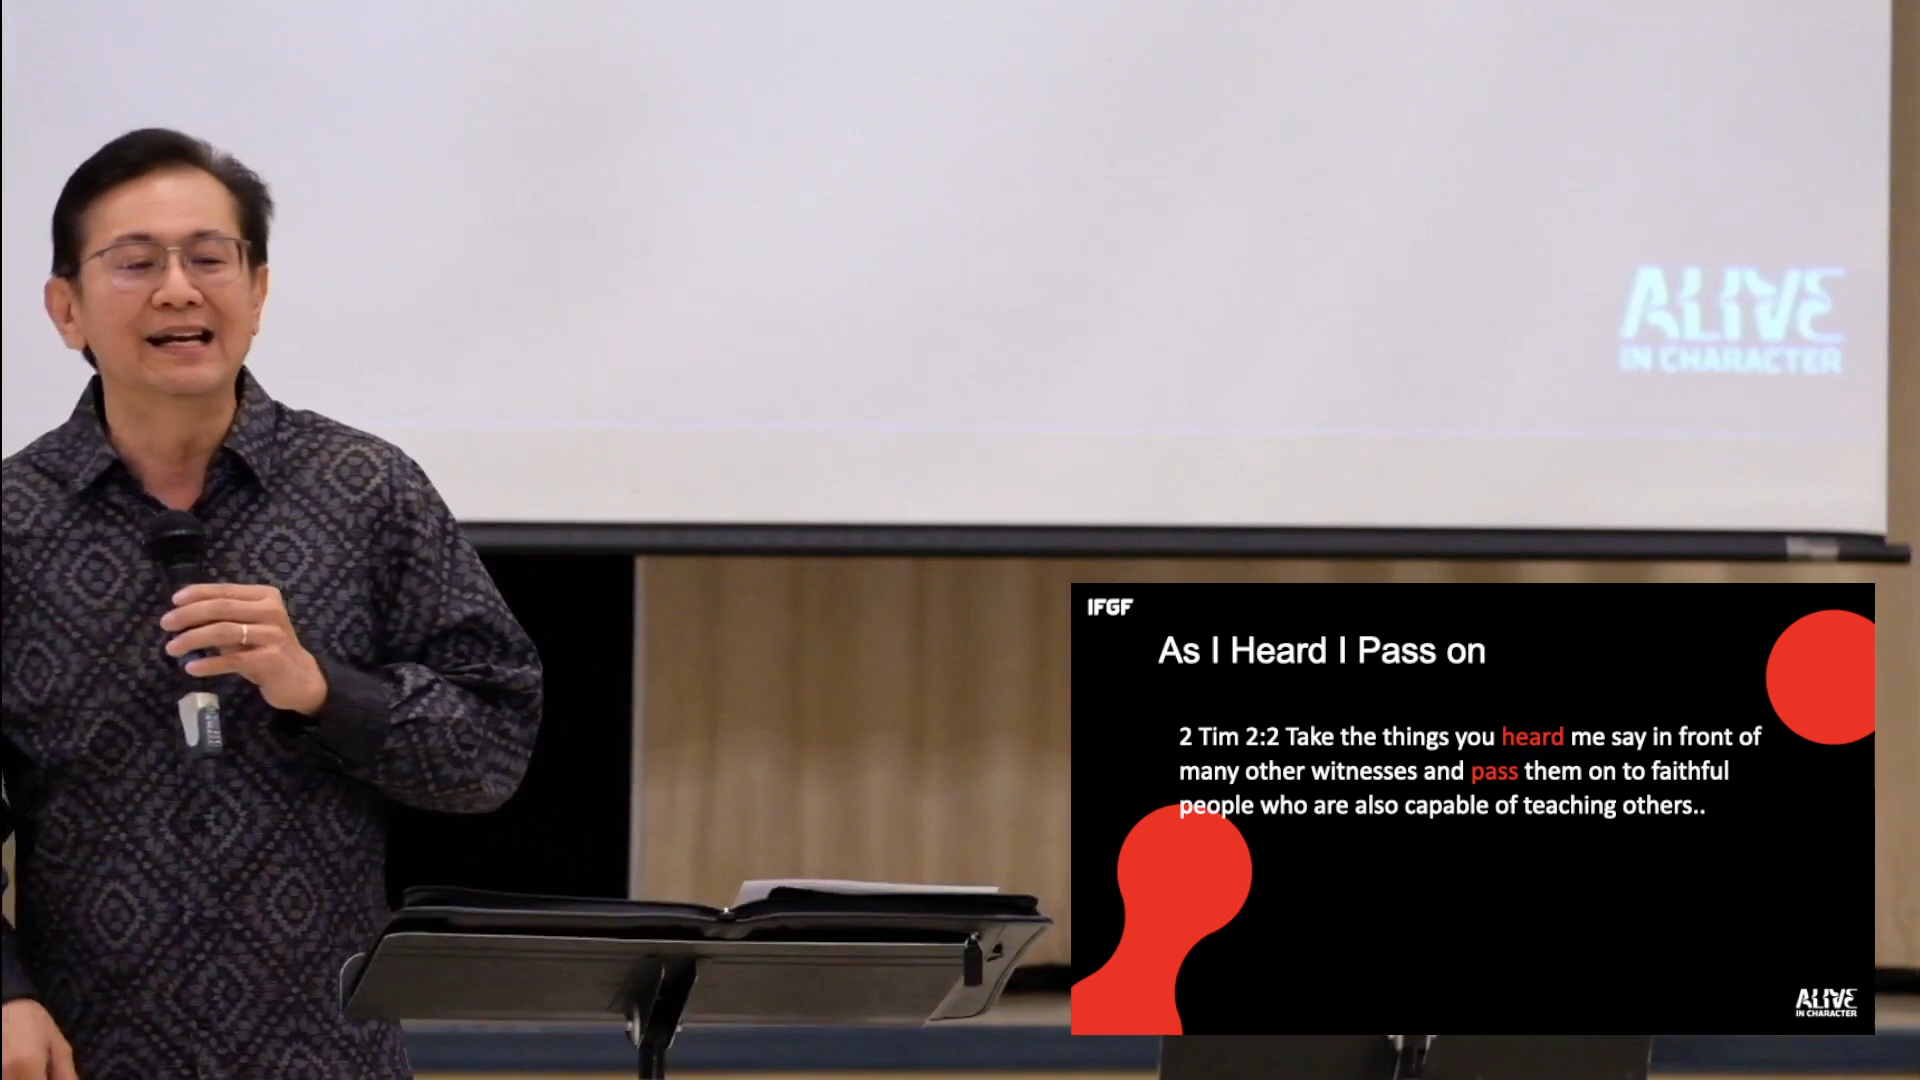 ALIVE
IN CHARACTER
IFGF
As I Heard I Pass on
2 Tim 2:2 Take the things you heard me say in front of
many other witnesses and pass them on to faithful
people who are also capable of teaching others..
ALIVE
IN CHARACTER